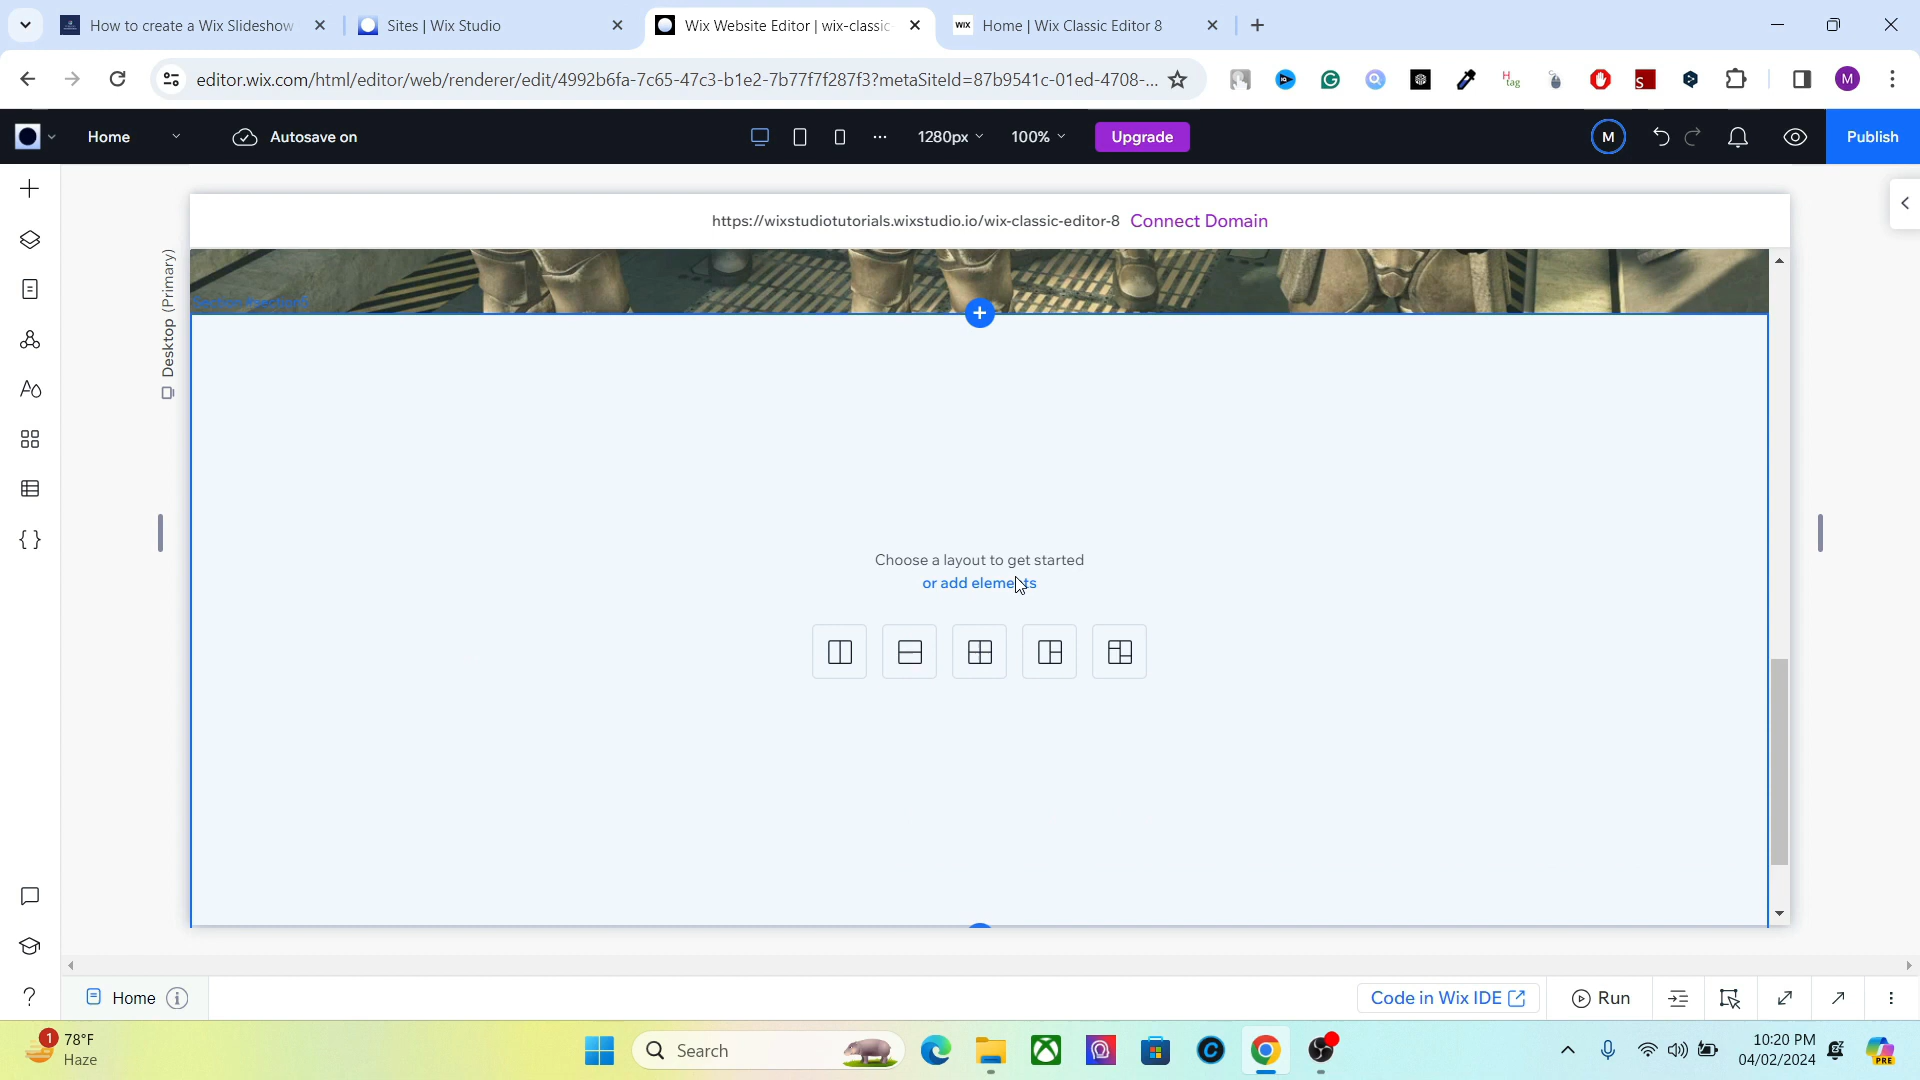 How to create a Wix Slideshow
Sites | Wix Studio
Wix Website Editor | wix-classic
WIX Home | Wix Classic Editor 8
editor.wix.com/html/editor/web/renderer/edit/4992b6fa-7c65-47c3-b1e2-7b77f7f287f3?metaSiteId=87b9541c-01ed-4708-...
H
tag
S
M
Home
Autosave on
1280px
100%
Upgrade
M
Publish
https://wixstudiotutorials.wixstudio.io/wix-classic-editor-8 Connect Domain
Desktop (Primary)
Choose a layout to get started
or add elements
Home
Code in Wix IDE
Run
1
78°F
Haze
Search
10:20 PM
04/02/2024
PRE